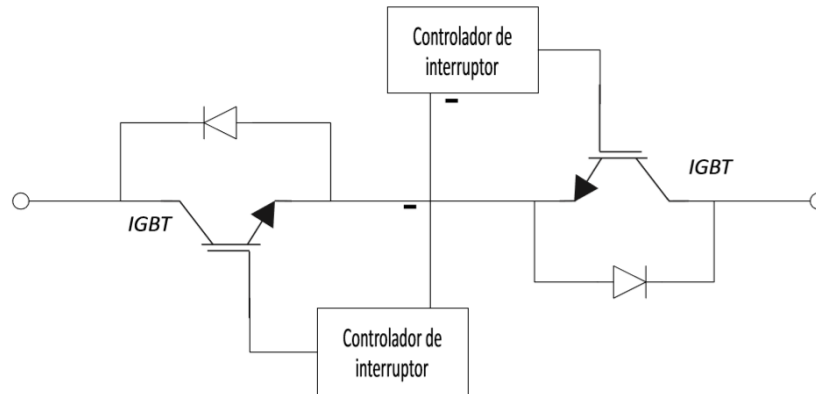 Controlador de
interruptor
-
IGBT
-
IGBT
Controlador de
interruptor